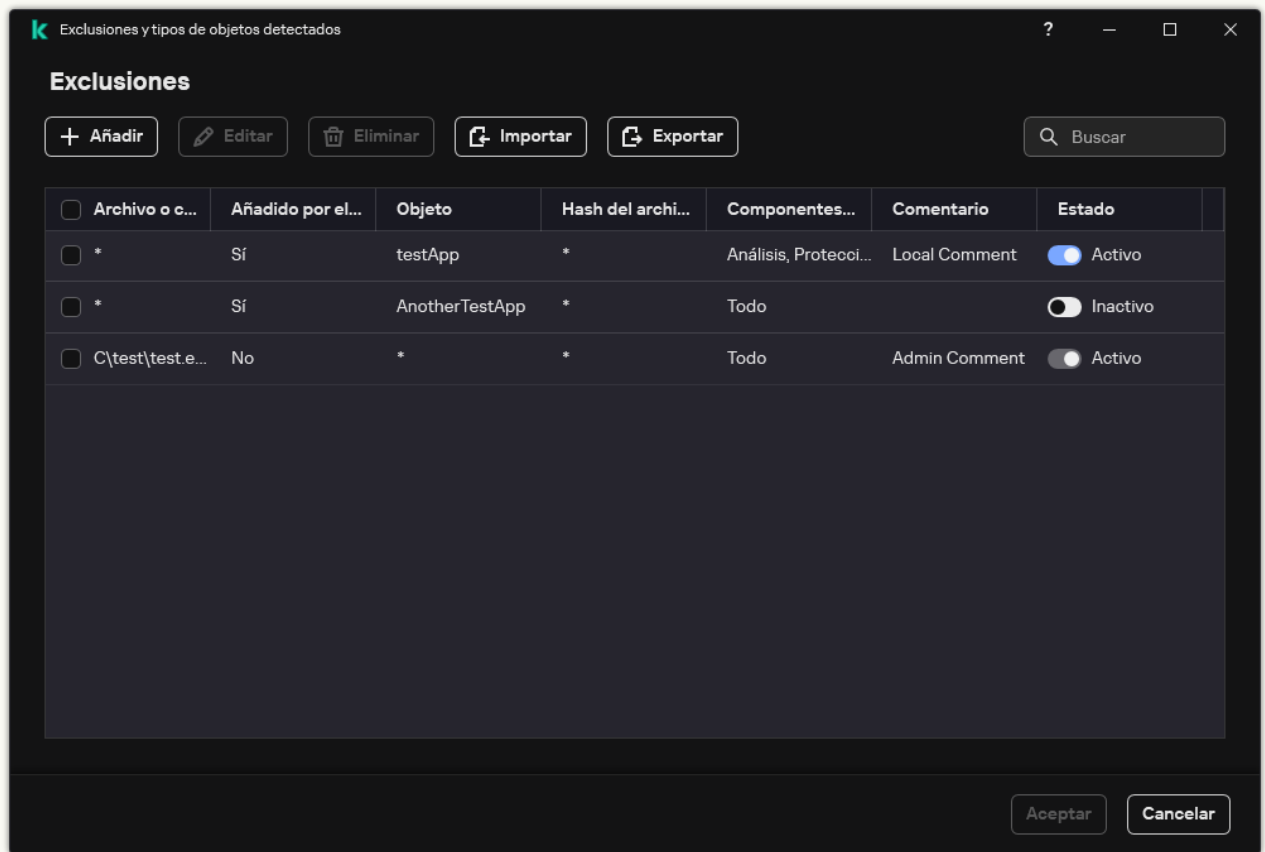 Exclusiones y tipos de objetos detectados ?
Exclusiones
Añadir Editar Eliminar Importar Exportar Buscar
Archivo o c... Añadido por el... Objeto Hash del archi... Componentes... Comentario Estado
* Sí testApp * Análisis, Protecci... Local Comment Activo
* Sí AnotherTestApp * Todo Inactivo
C\test\test.e... No * * Todo Admin Comment Activo
Aceptar Cancelar